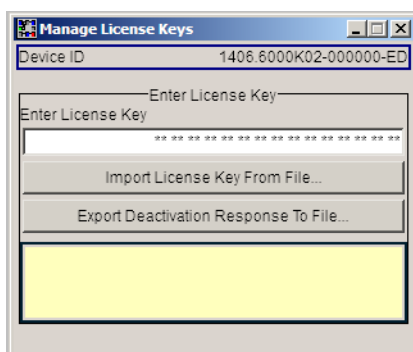 Manage License Keys
Device ID 1406.6000K02-000000-ED
Enter License Key
Enter License Key
** ** ** ** ** ** ** ** ** ** ** ** ** ** **
Import License Key From File...
Export Deactivation Response To File...